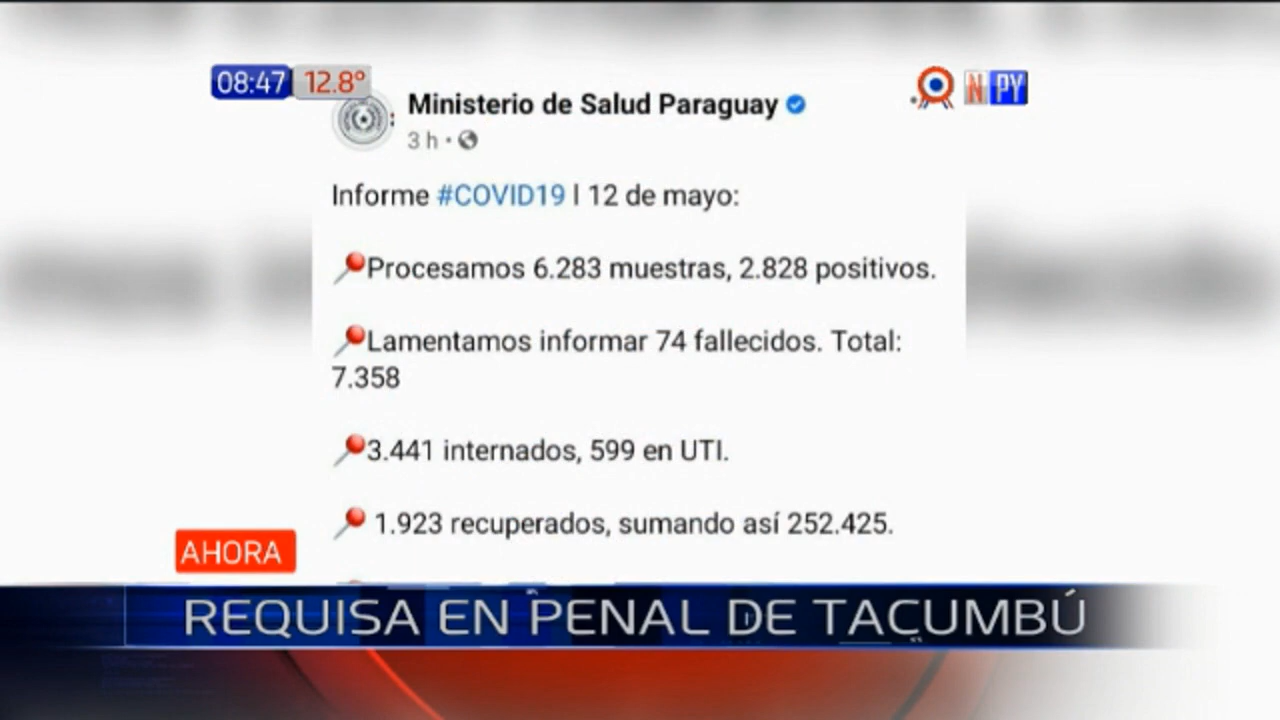 08:47 12.8°
NPY
Ministerio de Salud Paraguay
3 h
Informe #COVID19 | 12 de mayo:
Procesamos 6.283 muestras, 2.828 positivos.
Lamentamos informar 74 fallecidos. Total:
7.358
3.441 internados, 599 en UTI.
1.923 recuperados, sumando así 252.425.
AHORA
REQUISA EN PENAL DE TACUMBÚ